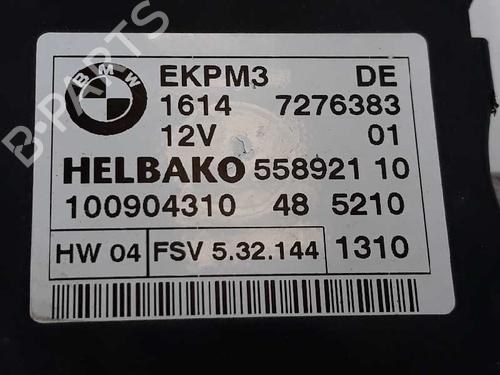 BMW
EKPM3 DE
1614 7276383
12V 01
HELBAKO 558921 10
100904310 48 5210
HW 04 FSV 5.32.144 1310
B-PARTS